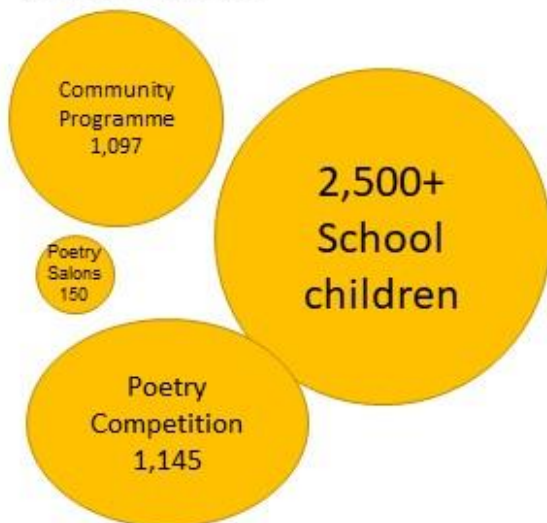 Community
Programme
1,097
2,500+
School
children
Poetry
Salons
150
Poetry
Competition
1,145